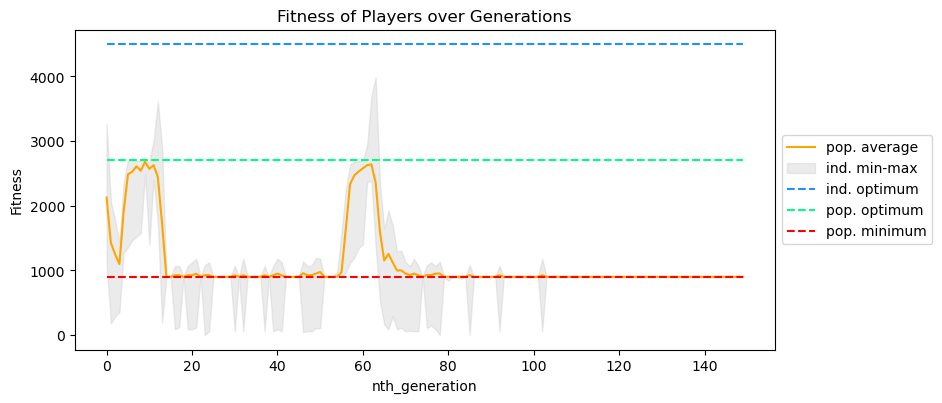 Fitness of Players over Generations
Fitness
4000
3000
2000
1000
0
0 20 40 60 80 100 120 140
nth_generation
pop. average
ind. min-max
ind. optimum
pop. optimum
pop. minimum